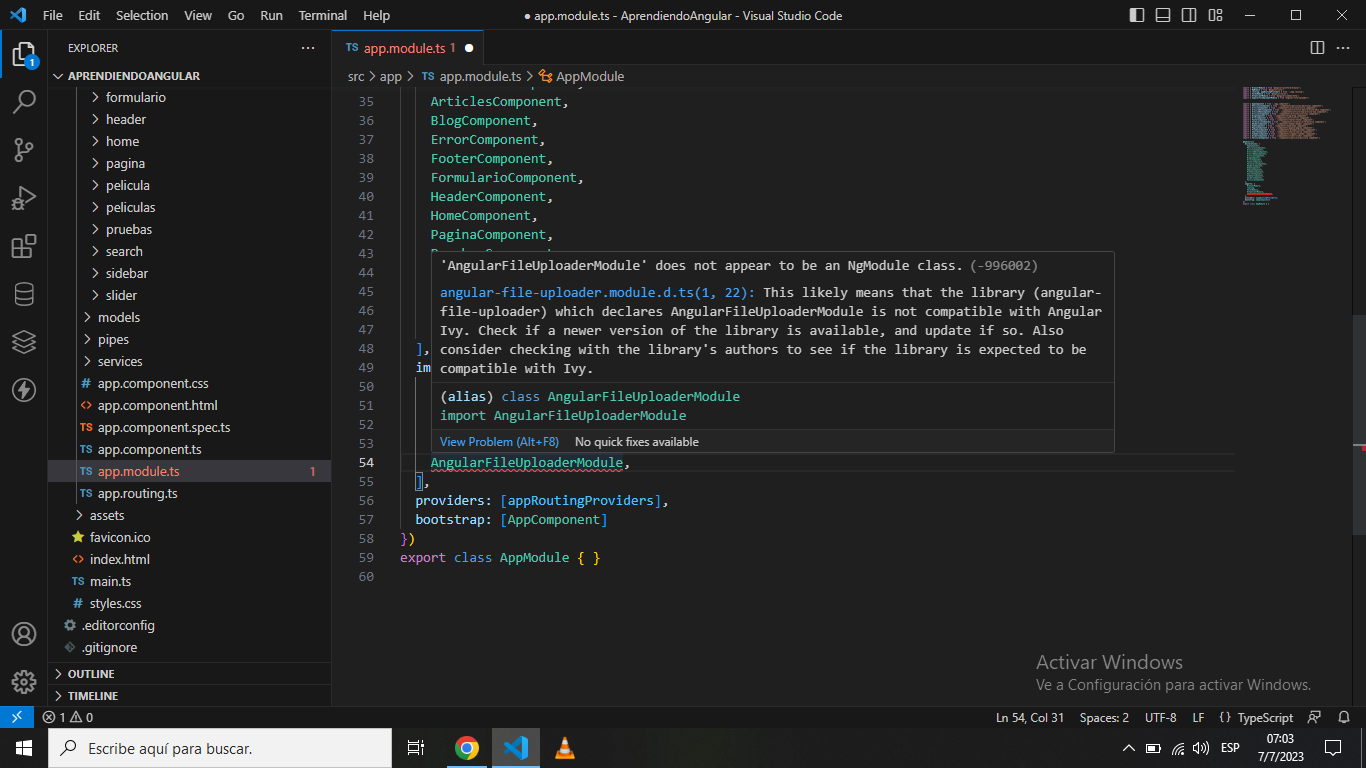 File Edit Selection View Go Run Terminal Help
● app.module.ts - AprendiendoAngular - Visual Studio Code
EXPLORER
TS app.module.ts 1 ●
APRENDIENDOANGULAR
src > app > TS app.module.ts > AppModule
1
formulario
header
home
pagina
pelicula
peliculas
pruebas
search
sidebar
slider
models
pipes
services
# app.component.css
<> app.component.html
TS app.component.spec.ts
TS app.component.ts
TS app.module.ts 1
TS app.routing.ts
assets
favicon.ico
<> index.html
TS main.ts
# styles.css
.editorconfig
.gitignore
OUTLINE
TIMELINE
35 ArticlesComponent,
36 BlogComponent,
37 ErrorComponent,
38 FooterComponent,
39 FormularioComponent,
40 HeaderComponent,
41 HomeComponent,
42 PaginaComponent,
43
44
45
46
47
48 ],
49 im
50
51
52
53
'AngularFileUploaderModule' does not appear to be an NgModule class. (-996002)
angular-file-uploader.module.d.ts(1, 22): This likely means that the library (angular-
file-uploader) which declares AngularFileUploaderModule is not compatible with Angular
Ivy. Check if a newer version of the library is available, and update if so. Also
consider checking with the library's authors to see if the library is expected to be
compatible with Ivy.
(alias) class AngularFileUploaderModule
import AngularFileUploaderModule
View Problem (Alt+F8) No quick fixes available
54 AngularFileUploaderModule,
55 ],
56 providers: [appRoutingProviders],
57 bootstrap: [AppComponent]
58 })
59 export class AppModule { }
60
Activar Windows
Ve a Configuración para activar Windows.
1 0
Ln 54, Col 31 Spaces: 2 UTF-8 LF {} TypeScript
Escribe aquí para buscar.
ESP
07:03
7/7/2023